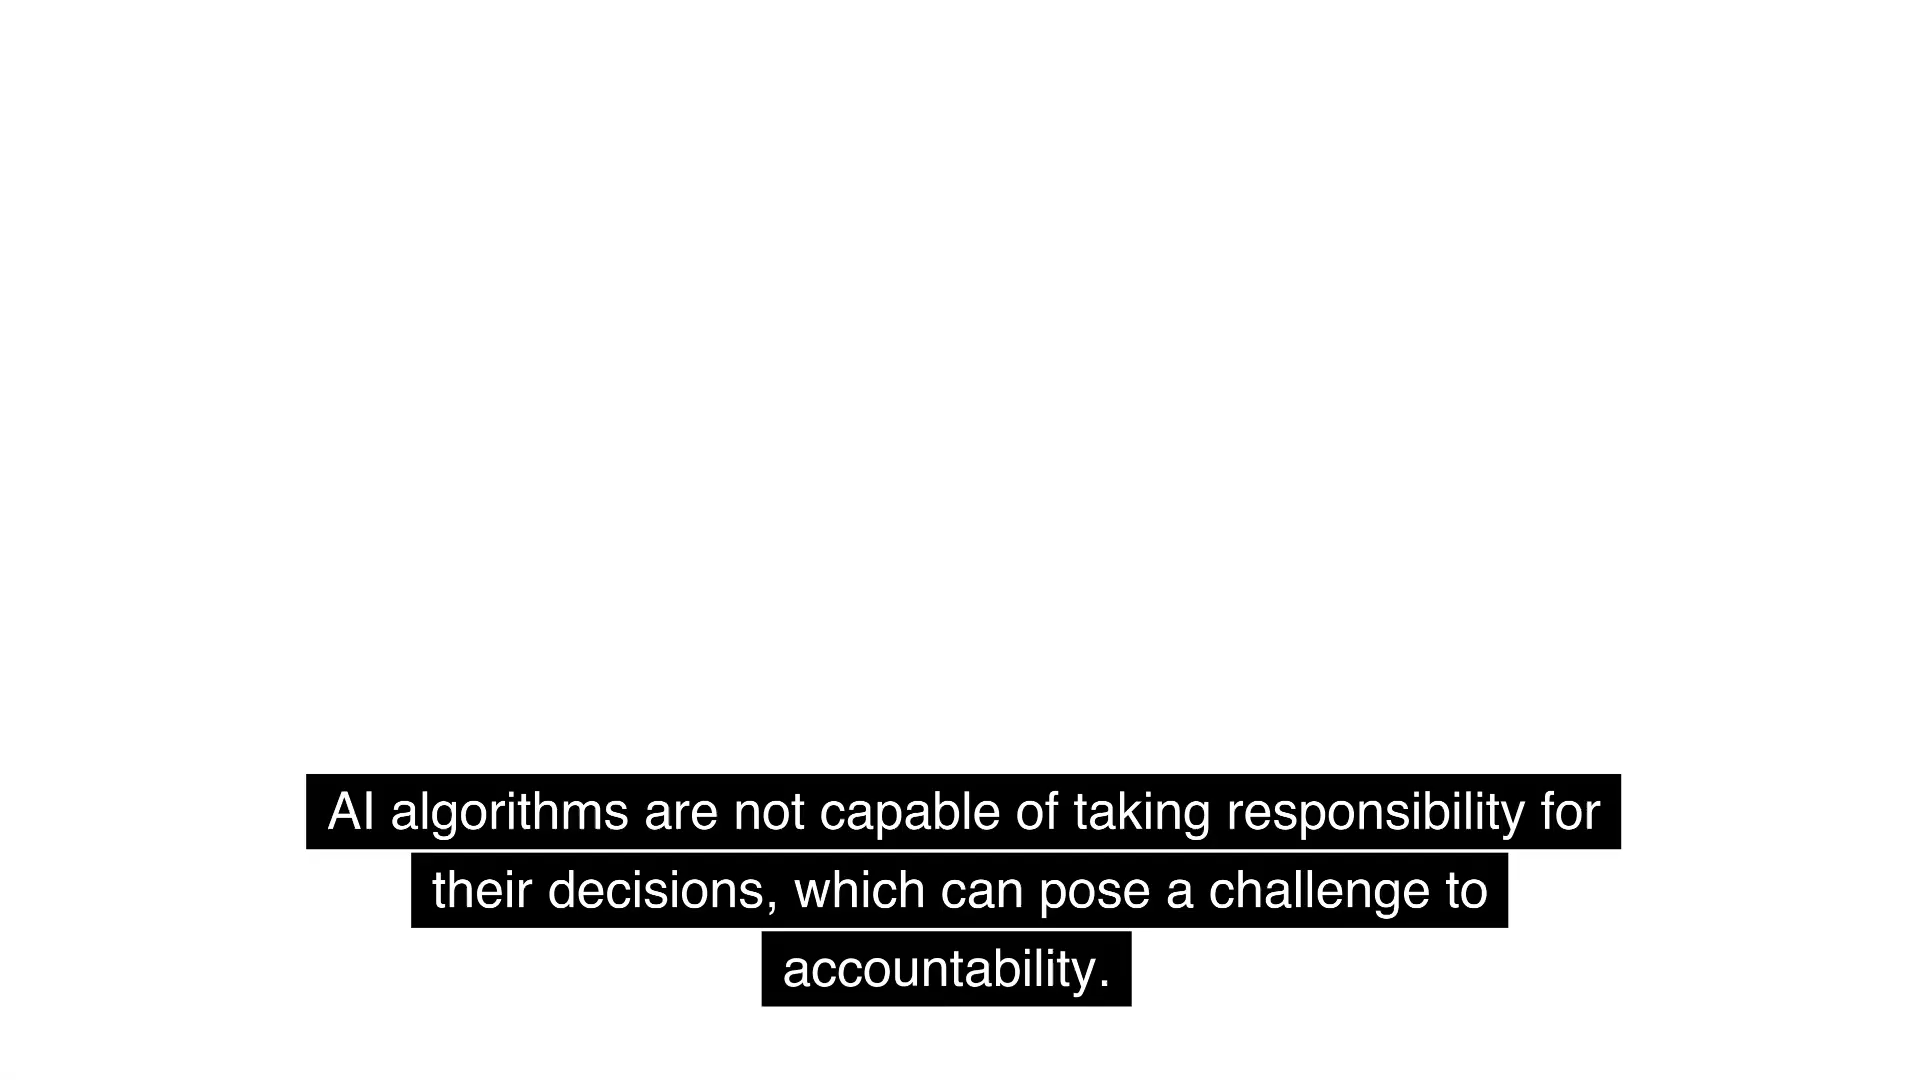 AI algorithms are not capable of taking responsibility for
their decisions, which can pose a challenge to
accountability.